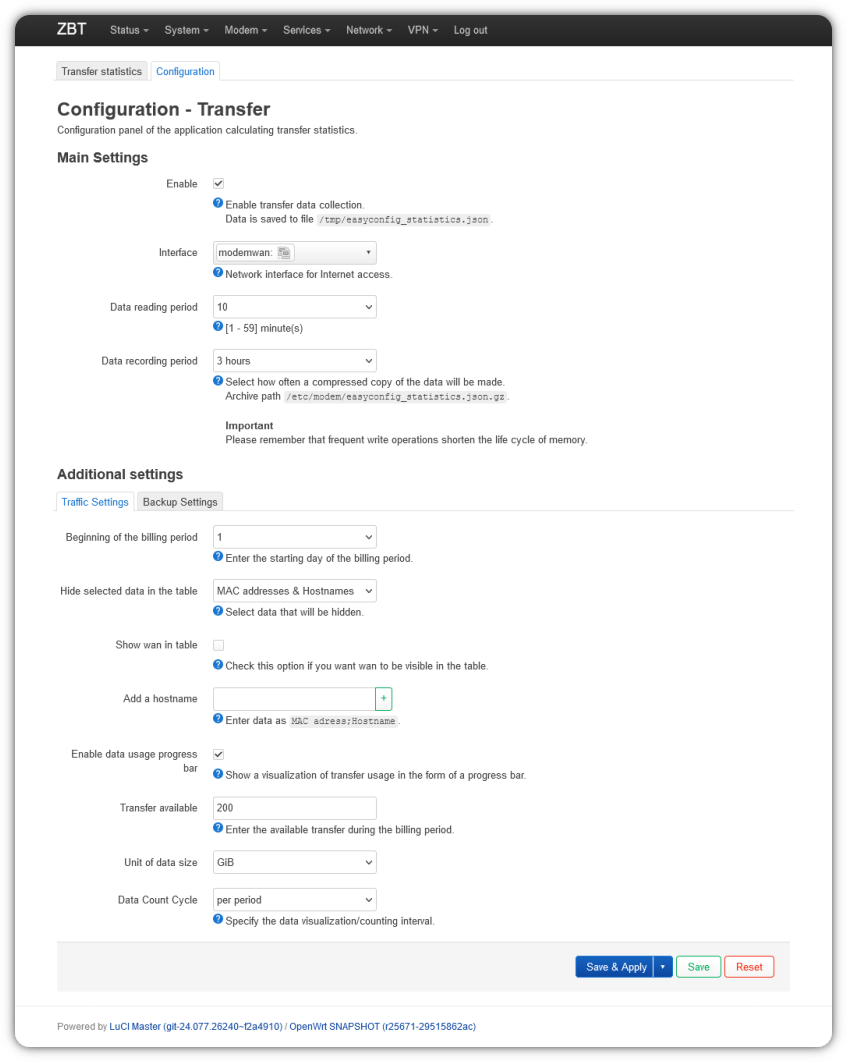 ZBT Status System Modem Services Network VPN Log out
Transfer statistics Configuration
Configuration - Transfer
Configuration panel of the application calculating transfer statistics.
Main Settings
Enable
Enable transfer data collection.
Data is saved to file /tmp/easyconfig_statistics.json.
Interface modemwan:
Network interface for Internet access.
Data reading period 10
[1 - 59] minute(s)
Data recording period 3 hours
Select how often a compressed copy of the data will be made.
Archive path /etc/modem/easyconfig_statistics.json.gz.
Important
Please remember that frequent write operations shorten the life cycle of memory.
Additional settings
Traffic Settings Backup Settings
Beginning of the billing period 1
Enter the starting day of the billing period.
Hide selected data in the table MAC addresses & Hostnames
Select data that will be hidden.
Show wan in table
Check this option if you want wan to be visible in the table.
Add a hostname +
Enter data as MAC adress;Hostname.
Enable data usage progress
bar
Show a visualization of transfer usage in the form of a progress bar.
Transfer available 200
Enter the available transfer during the billing period.
Unit of data size GiB
Data Count Cycle per period
Specify the data visualization/counting interval.
Save & Apply Save Reset
Powered by LuCI Master (git-24.077.26240~f2a4910) / OpenWrt SNAPSHOT (r25671-29515862ac)